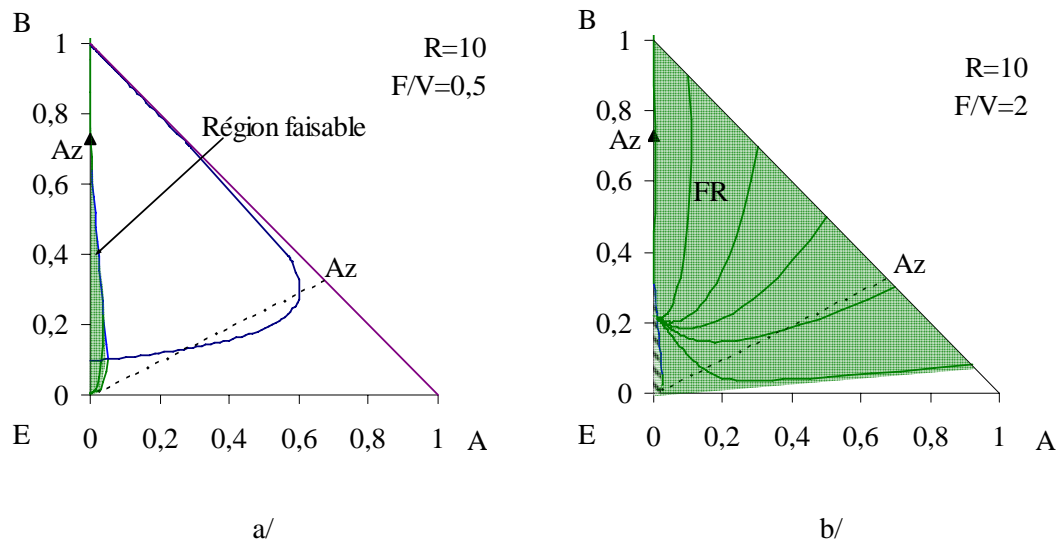 B
R=10
F/V=0,5
1
0,8
Région faisable
Az
0,6
0,4
Az
0,2
0
E
0
0,2
0,4
0,6
0,8
1
A
a/
B
R=10
F/V=2
1
0,8
Az
0,6
FR
0,4
Az
0,2
0
E
0
0,2
0,4
0,6
0,8
1
A
b/